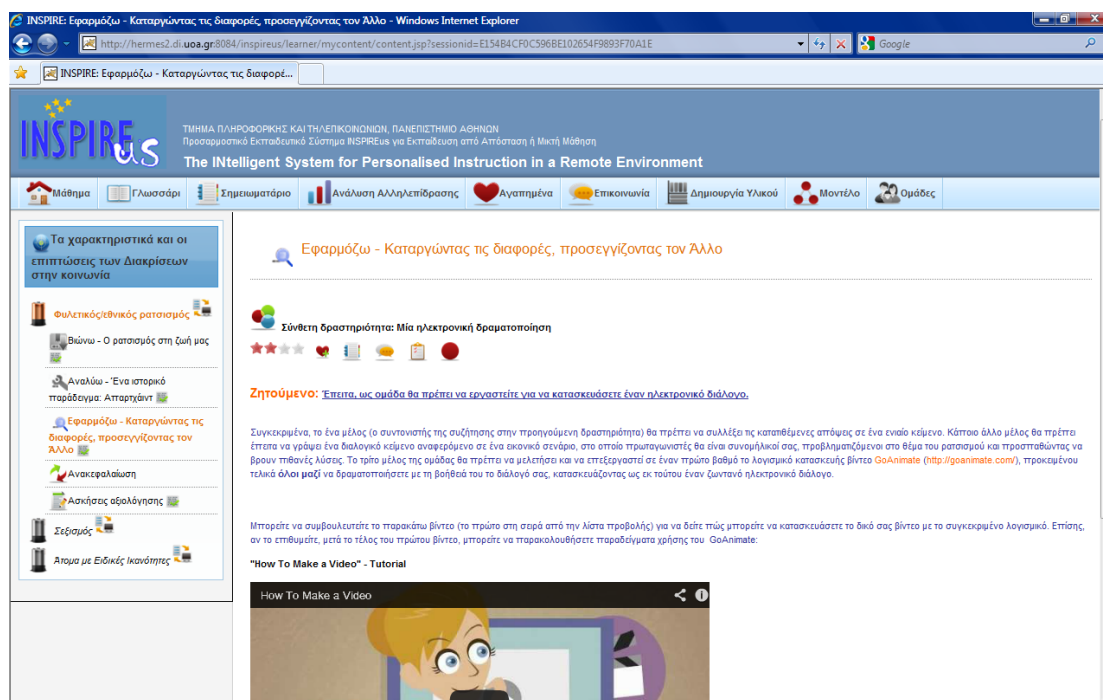 INSPIRE: Εφαρμόζω - Καταργώντας τις διαφορές, προσεγγίζοντας τον Άλλο - Windows Internet Explorer
http://hermes2.di.uoa.gr:8084/inspireus/learner/mycontent/content.jsp?sessionid=E154B4CF0C596BE102654F9893F70A1E
Google
INSPIRE: Εφαρμόζω - Καταργώντας τις διαφορέ...
INSPIRE us
ΤΜΗΜΑ ΠΛΗΡΟΦΟΡΙΚΗΣ ΚΑΙ ΤΗΛΕΠΙΚΟΙΝΩΝΙΩΝ, ΠΑΝΕΠΙΣΤΗΜΙΟ ΑΘΗΝΩΝ
Προσαρμοστικό Εκπαιδευτικό Σύστημα INSPIREus για Εκπαίδευση από Απόσταση ή Μικτή Μάθηση
The INtelligent System for Personalised Instruction in a Remote Environment
Μάθημα Γλωσσάρι Σημειωματάριο Ανάλυση Αλληλεπίδρασης Αγαπημένα Επικοινωνία Δημιουργία Υλικού Μοντέλο Ομάδες
Τα χαρακτηριστικά και οι
επιπτώσεις των Διακρίσεων
στην κοινωνία
Φυλετικός/εθνικός ρατσισμός
Βιώνω - Ο ρατσισμός στη ζωή μας
Αναλύω - Ένα ιστορικό
παράδειγμα: Απαρτχάιντ
Εφαρμόζω - Καταργώντας τις
διαφορές, προσεγγίζοντας τον
Άλλο
Ανακεφαλαίωση
Ασκήσεις αξιολόγησης
Σεξισμός
Άτομα με Ειδικές Ικανότητες
Εφαρμόζω - Καταργώντας τις διαφορές, προσεγγίζοντας τον Άλλο
Σύνθετη δραστηριότητα: Μία ηλεκτρονική δραματοποίηση
Ζητούμενο: Έπειτα, ως ομάδα θα πρέπει να εργαστείτε για να κατασκευάσετε έναν ηλεκτρονικό διάλογο.
Συγκεκριμένα, το ένα μέλος (ο συντονιστής της συζήτησης στην προηγούμενη δραστηριότητα) θα πρέπει να συλλέξει τις κατατιθέμενες απόψεις σε ένα ενιαίο κείμενο. Κάποιο άλλο μέλος θα πρέπει
έπειτα να γράψει ένα διαλογικό κείμενο αναφερόμενο σε ένα εικονικό σενάριο, στο οποίο πρωταγωνιστές θα είναι συνομήλικοί σας, προβληματιζόμενοι στο θέμα του ρατσισμού και προσπαθώντας να
βρουν πιθανές λύσεις. Το τρίτο μέλος της ομάδας θα πρέπει να μελετήσει και να επεξεργαστεί σε έναν πρώτο βαθμό το λογισμικό κατασκευής βίντεο GoAnimate (http://goanimate.com/), προκειμένου
τελικά όλοι μαζί να δραματοποιήσετε με τη βοήθειά του το διάλογό σας, κατασκευάζοντας ως εκ τούτου έναν ζωντανό ηλεκτρονικό διάλογο.
Μπορείτε να συμβουλευτείτε το παρακάτω βίντεο (το πρώτο στη σειρά από την λίστα προβολής) για να δείτε πώς μπορείτε να κατασκευάσετε το δικό σας βίντεο με το συγκεκριμένο λογισμικό. Επίσης,
αν το επιθυμείτε, μετά το τέλος του πρώτου βίντεο, μπορείτε να παρακολουθήσετε παραδείγματα χρήσης του GoAnimate:
"How To Make a Video" - Tutorial
How To Make a Video